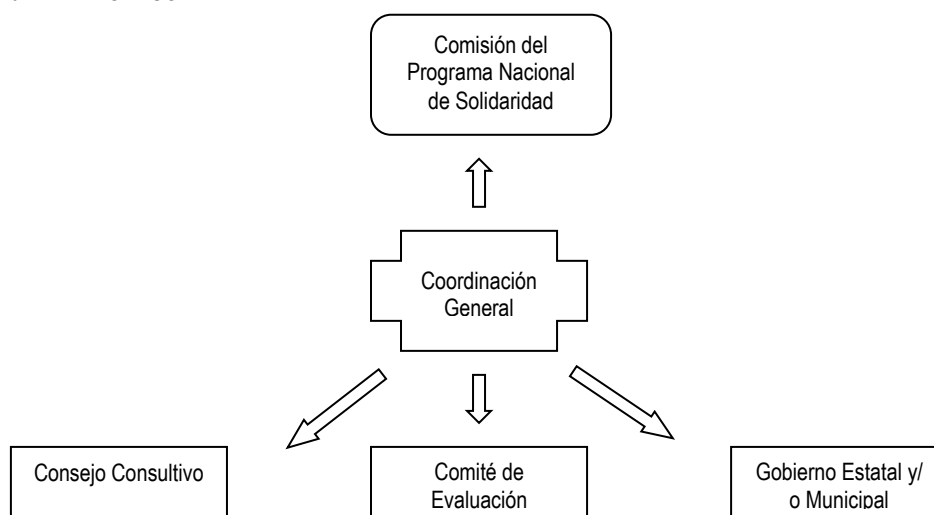 Comisión del
Programa Nacional
de Solidaridad
Coordinación
General
Consejo Consultivo
Comité de
Evaluación
Gobierno Estatal y/
o Municipal